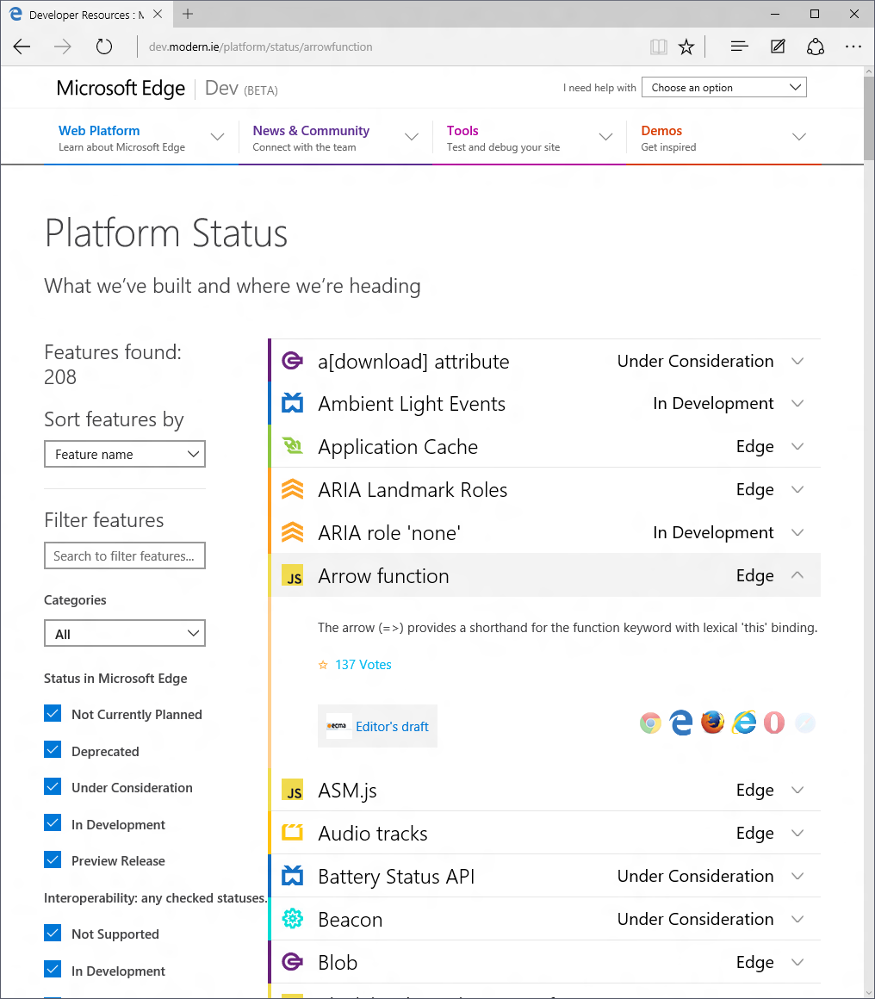 Developer Resources : M
dev.modern.ie/platform/status/arrowfunction
Microsoft Edge Dev (BETA)
I need help with Choose an option
Web Platform
Learn about Microsoft Edge
News & Community
Connect with the team
Tools
Test and debug your site
Demos
Get inspired
Platform Status
What we've built and where we're heading
Features found:
208
Sort features by
Feature name
Filter features
Search to filter features...
Categories
All
Status in Microsoft Edge
Not Currently Planned
Deprecated
Under Consideration
In Development
Preview Release
Interoperability: any checked statuses.
Not Supported
In Development
a[download] attribute Under Consideration
Ambient Light Events In Development
Application Cache Edge
ARIA Landmark Roles Edge
ARIA role 'none' In Development
JS Arrow function Edge
The arrow (=>) provides a shorthand for the function keyword with lexical 'this' binding.
137 Votes
ecma Editor's draft
JS ASM.js Edge
Audio tracks Edge
Battery Status API Under Consideration
Beacon Under Consideration
Blob Edge